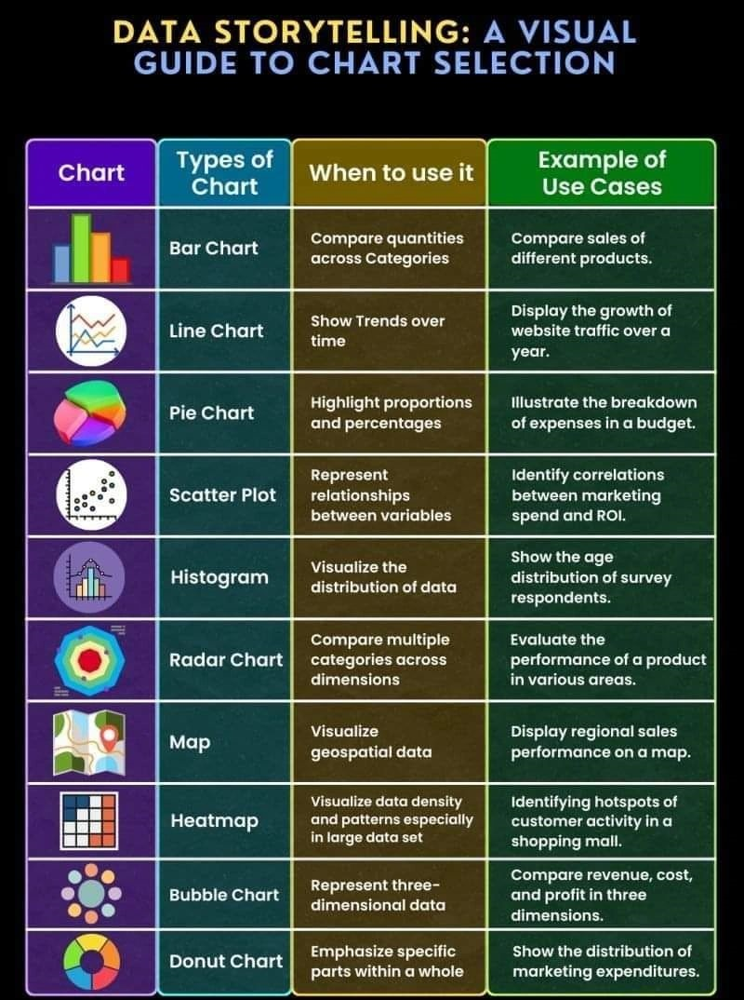 DATA STORYTELLING: A VISUAL
GUIDE TO CHART SELECTION
Chart
Types of
Chart
When to use it
Example of
Use Cases
Bar Chart
Compare quantities
across Categories
Compare sales of
different products.
Line Chart
Show Trends over
time
Display the growth of
website traffic over a
year.
Pie Chart
Highlight proportions
and percentages
Illustrate the breakdown
of expenses in a budget.
Scatter Plot
Represent
relationships
between variables
Identify correlations
between marketing
spend and ROI.
Histogram
Visualize the
distribution of data
Show the age
distribution of survey
respondents.
Radar Chart
Compare multiple
categories across
dimensions
Evaluate the
performance of a product
in various areas.
Map
Visualize
geospatial data
Display regional sales
performance on a map.
Heatmap
Visualize data density
and patterns especially
in large data set
Identifying hotspots of
customer activity in a
shopping mall.
Bubble Chart
Represent three-
dimensional data
Compare revenue, cost,
and profit in three
dimensions.
Donut Chart
Emphasize specific
parts within a whole
Show the distribution of
marketing expenditures.